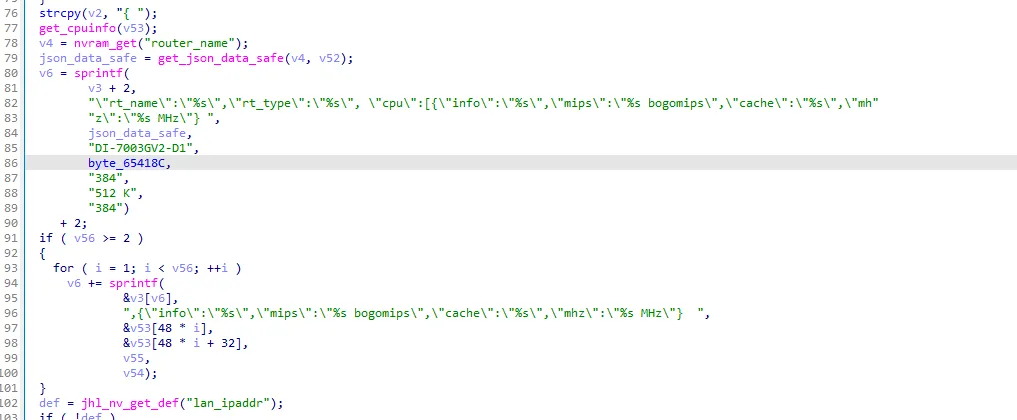 76 strcpy(v2, "{ ");
77 get_cpuinfo(v53);
78 v4 = nvram_get("router_name");
79 json_data_safe = get_json_data_safe(v4, v52);
80 v6 = sprintf(
81 v3 + 2,
82 "\"rt_name\":\"%s\",\"rt_type\":\"%s\", \"cpu\":[{\"info\":\"%s\",\"mips\":\"%s bogomips\",\"cache\":\"%s\",\"mh"
83 "z\":\"%s MHz\"} ",
84 json_data_safe,
85 "DI-7003GV2-D1",
86 byte_65418C,
87 "384",
88 "512 K",
89 "384")
90 + 2;
91 if ( v56 >= 2 )
92 {
93 for ( i = 1; i < v56; ++i )
94 v6 += sprintf(
95 &v3[v6],
96 ",{\"info\":\"%s\",\"mips\":\"%s bogomips\",\"cache\":\"%s\",\"mhz\":\"%s MHz\"}  ",
97 &v53[48 * i],
98 &v53[48 * i + 32],
99 v55,
100 v54);
101 }
102 def = jhl_nv_get_def("lan_ipaddr");
103 if ( !def )